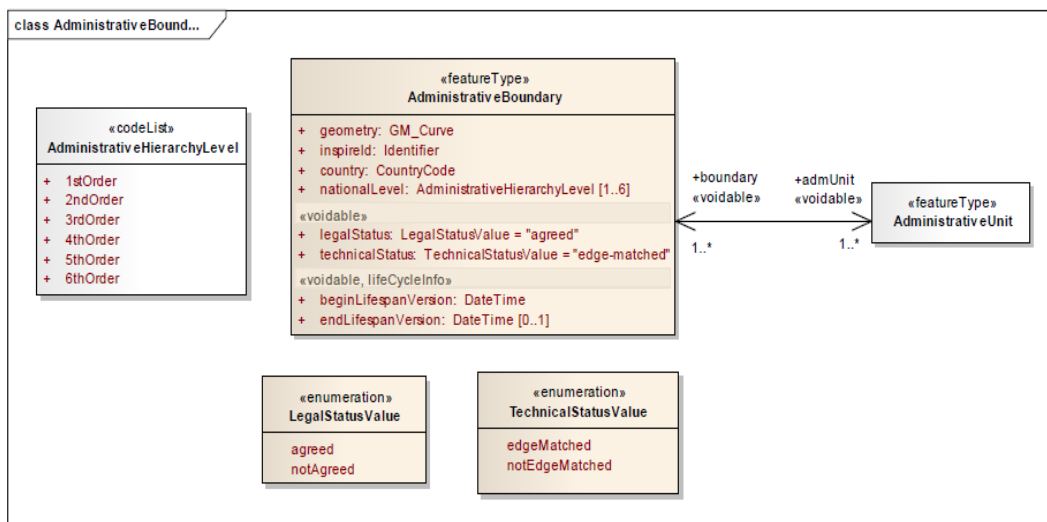 class AdministrativeBound...
«codeList»
AdministrativeHierarchyLevel
+ 1stOrder
+ 2ndOrder
+ 3rdOrder
+ 4thOrder
+ 5thOrder
+ 6thOrder
«featureType»
AdministrativeBoundary
+ geometry: GM_Curve
+ inspireId: Identifier
+ country: CountryCode
+ nationalLevel: AdministrativeHierarchyLevel [1..6]
«voidable»
+ legalStatus: LegalStatusValue = "agreed"
+ technicalStatus: TechnicalStatusValue = "edge-matched"
«voidable, lifeCycleInfo»
+ beginLifespanVersion: DateTime
+ endLifespanVersion: DateTime [0..1]
+boundary
«voidable»
1..*
+admUnit
«voidable»
1..*
«featureType»
AdministrativeUnit
«enumeration»
LegalStatusValue
agreed
notAgreed
«enumeration»
TechnicalStatusValue
edgeMatched
notEdgeMatched